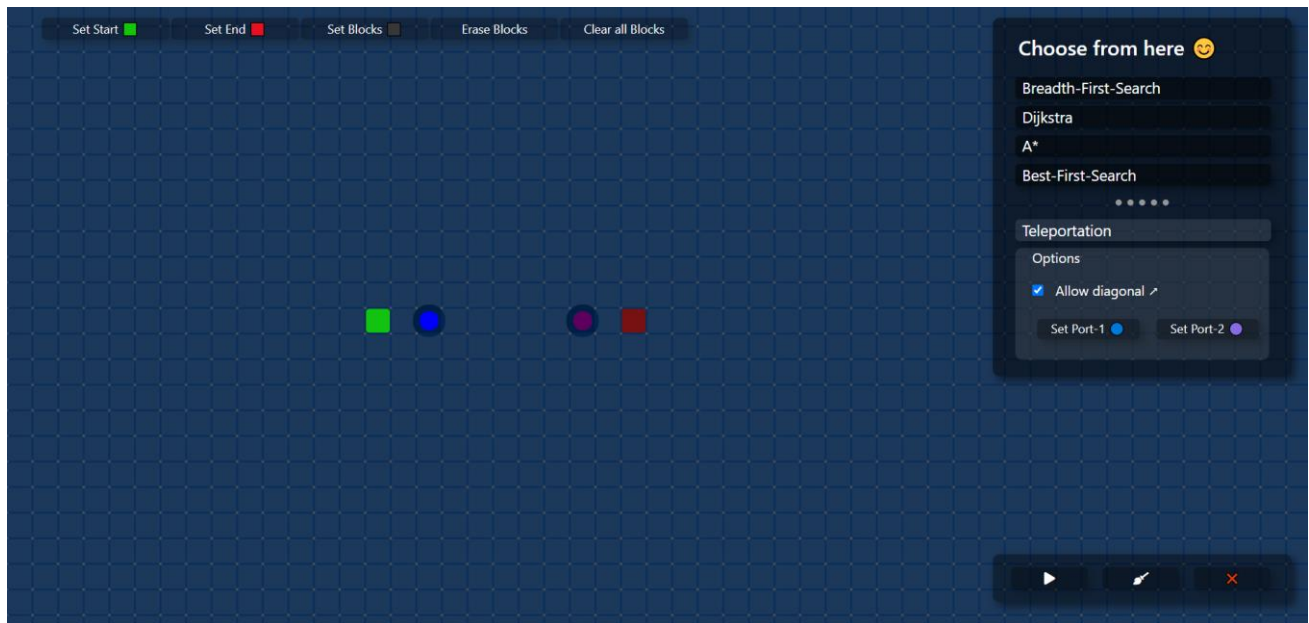 Set Start
Set End
Set Blocks
Erase Blocks
Clear all Blocks
Choose from here 😊
Breadth-First-Search
Dijkstra
A*
Best-First-Search
Teleportation
Options
Allow diagonal ↗
Set Port-1
Set Port-2